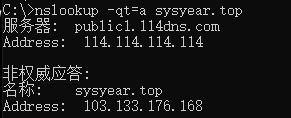 C:\>nslookup -qt=a sysyear.top
服务器:  public1.114dns.com
Address:  114.114.114.114

非权威应答:
名称:    sysyear.top
Address:  103.133.176.168